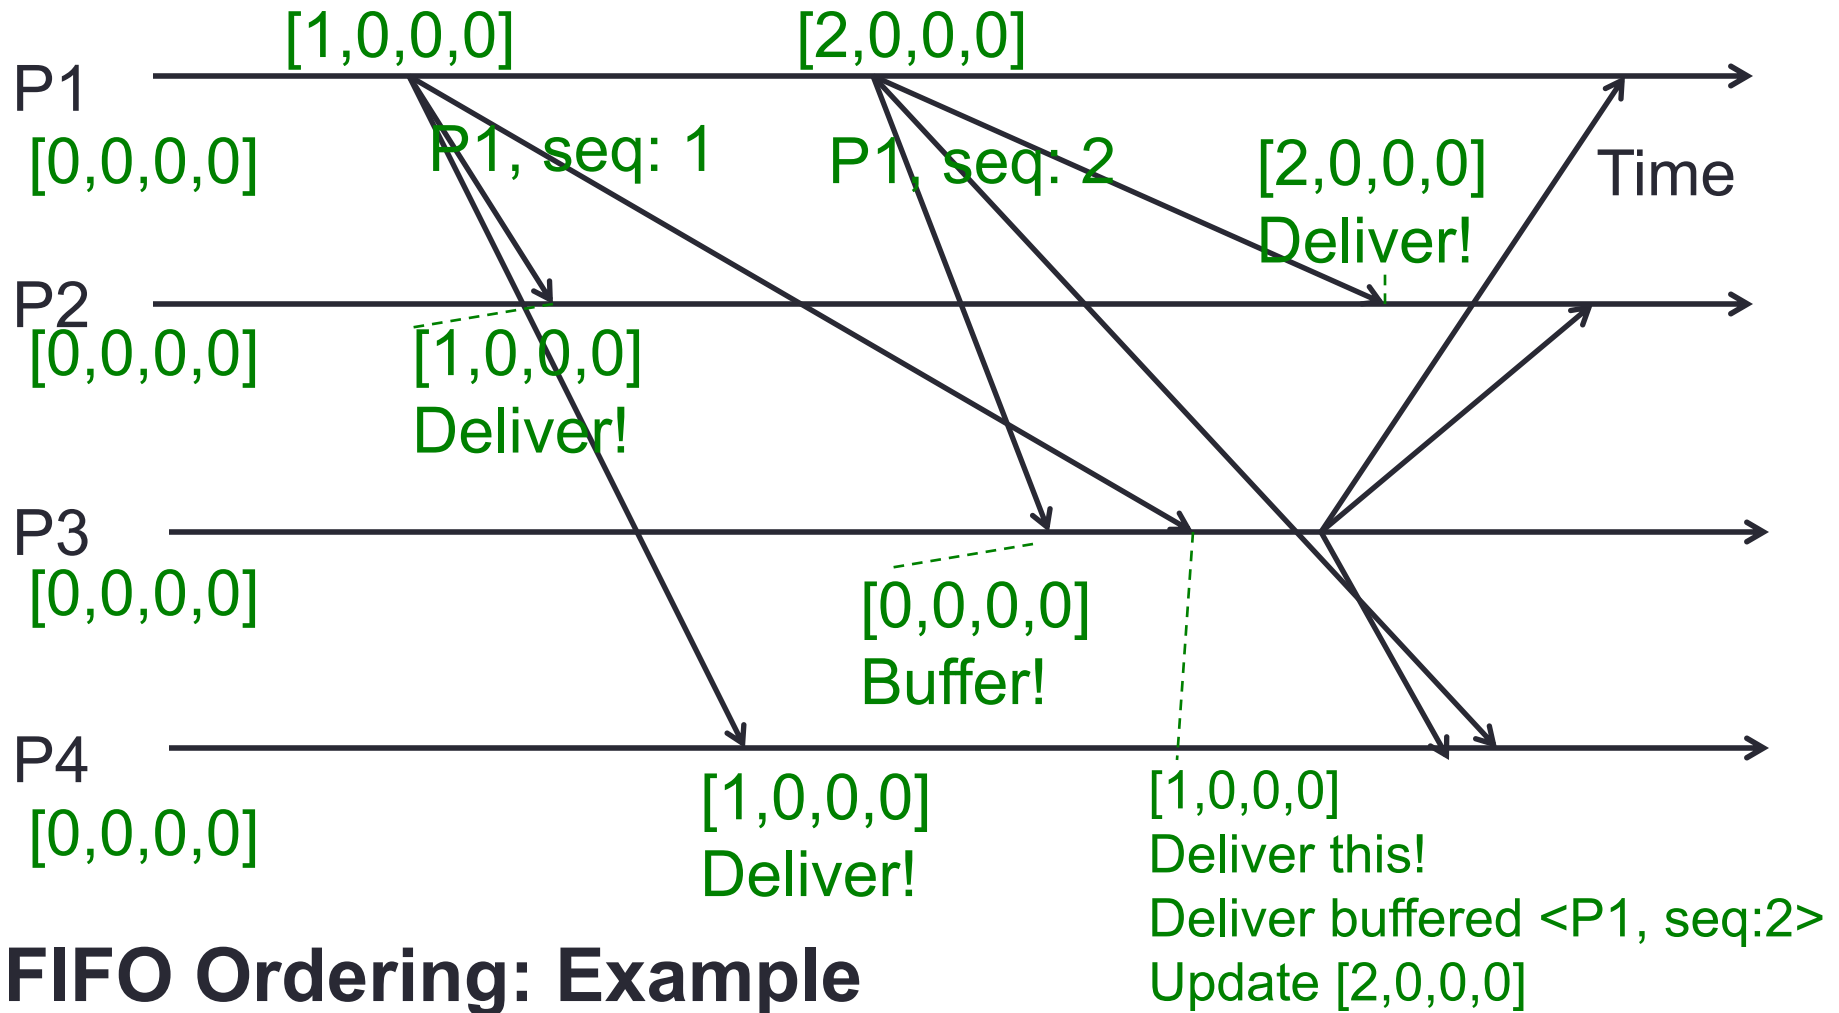 [1,0,0,0]
[2,0,0,0]
P1
[0,0,0,0]
P1, seq: 1
P1, seq: 2
[2,0,0,0]
Deliver!
Time
P2
[0,0,0,0]
[1,0,0,0]
Deliver!
P3
[0,0,0,0]
[0,0,0,0]
Buffer!
P4
[0,0,0,0]
[1,0,0,0]
Deliver!
[1,0,0,0]
Deliver this!
Deliver buffered <P1, seq:2>
Update [2,0,0,0]
FIFO Ordering: Example